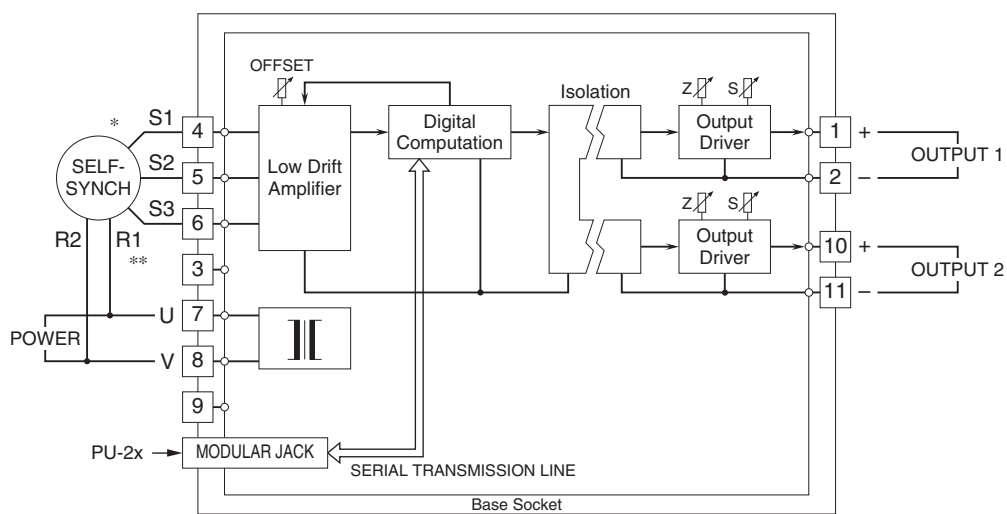 OFFSET
Isolation
Z
S
*
S1
4
Low Drift
Amplifier
Digital
Computation
Output
Driver
1
+
OUTPUT 1
2
–
SELF-
SYNCH
S2
5
S3
6
R2
R1
**
3
Z
S
Output
Driver
10
+
OUTPUT 2
11
–
POWER
U
7
V
8
9
PU-2x
MODULAR JACK
SERIAL TRANSMISSION LINE
Base Socket